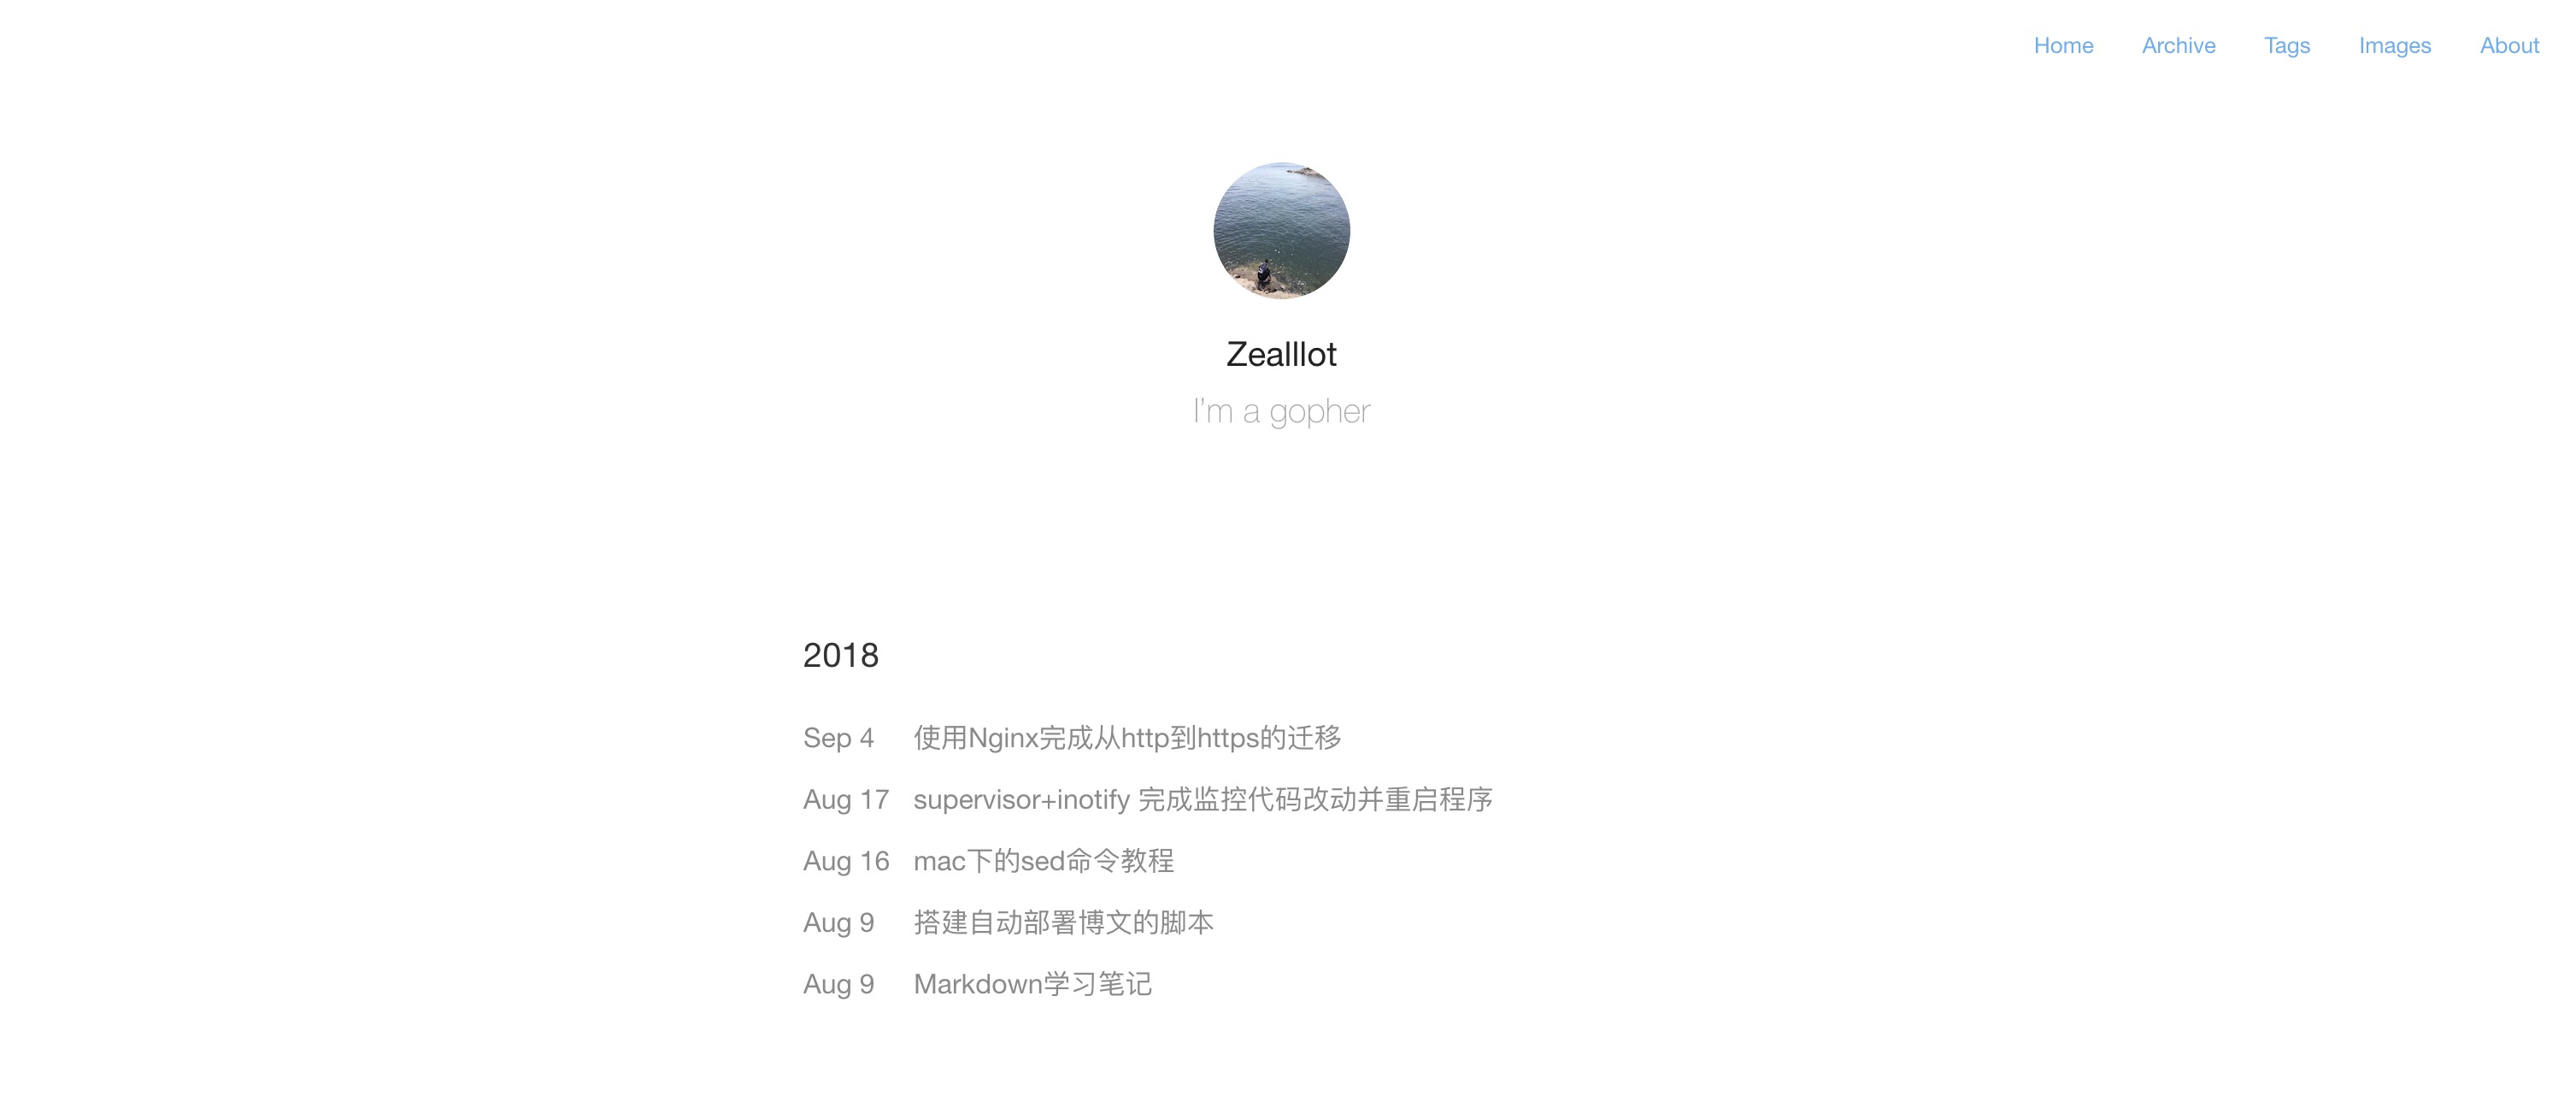 Home Archive Tags Images About
Zealllot
I'm a gopher
2018
Sep 4 使用Nginx完成从http到https的迁移
Aug 17 supervisor+inotify 完成监控代码改动并重启程序
Aug 16 mac下的sed命令教程
Aug 9 搭建自动部署博文的脚本
Aug 9 Markdown学习笔记